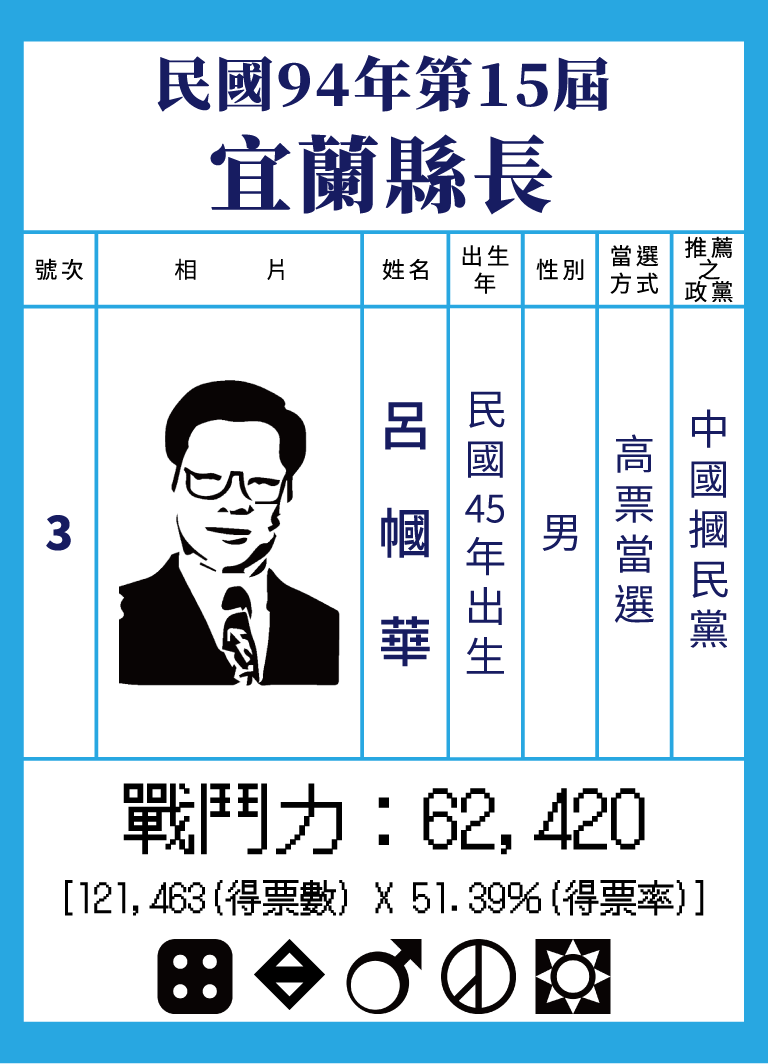 民國94年第15屆
宜蘭縣長
號次
相片
姓名
出生
年
性別
當選
方式
推薦
之
政黨
3
呂幗華
民國45年出生
男
高票當選
中國摑民黨
戰鬥力：62,420
[121,463(得票數) X 51.39%(得票率)]